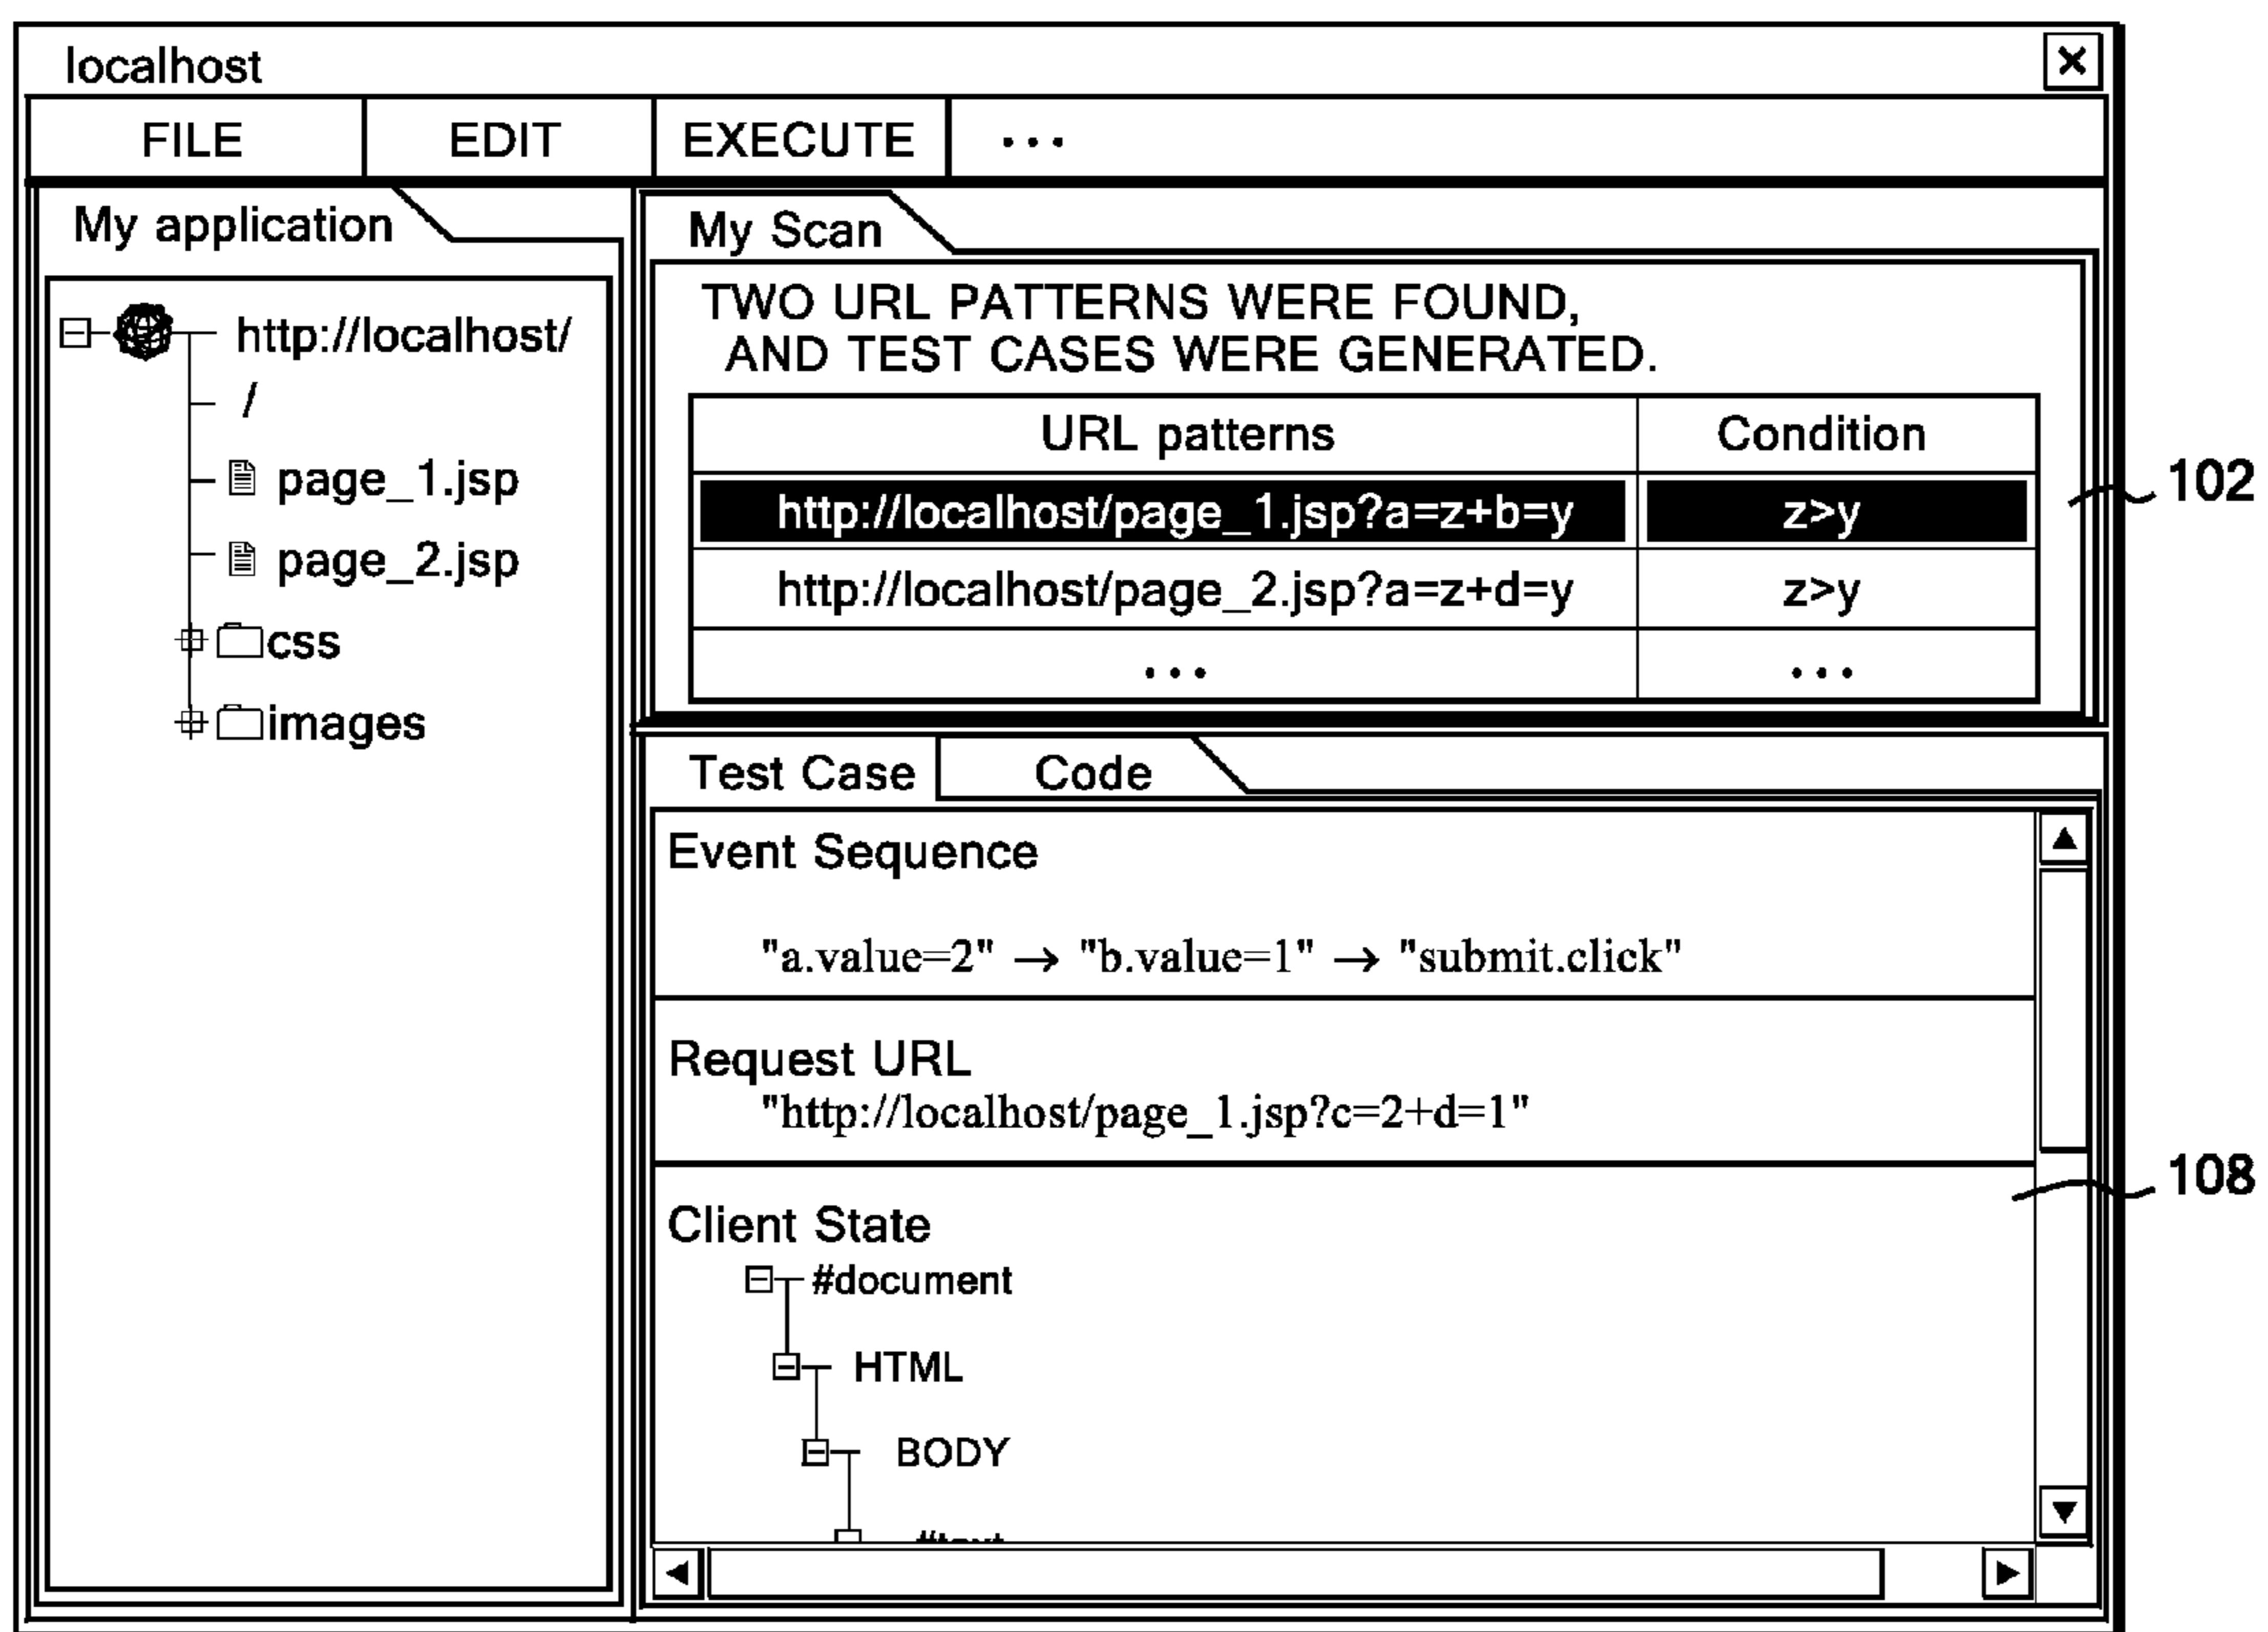 localhost
FILE EDIT EXECUTE ...
My application
http://localhost/
/
page_1.jsp
page_2.jsp
css
images
My Scan
TWO URL PATTERNS WERE FOUND,
AND TEST CASES WERE GENERATED.
URL patterns Condition
http://localhost/page_1.jsp?a=z+b=y z>y
http://localhost/page_2.jsp?a=z+d=y z>y
... ...
102
Test Case Code
Event Sequence
"a.value=2" → "b.value=1" → "submit.click"
Request URL
"http://localhost/page_1.jsp?c=2+d=1"
108
Client State
#document
HTML
BODY